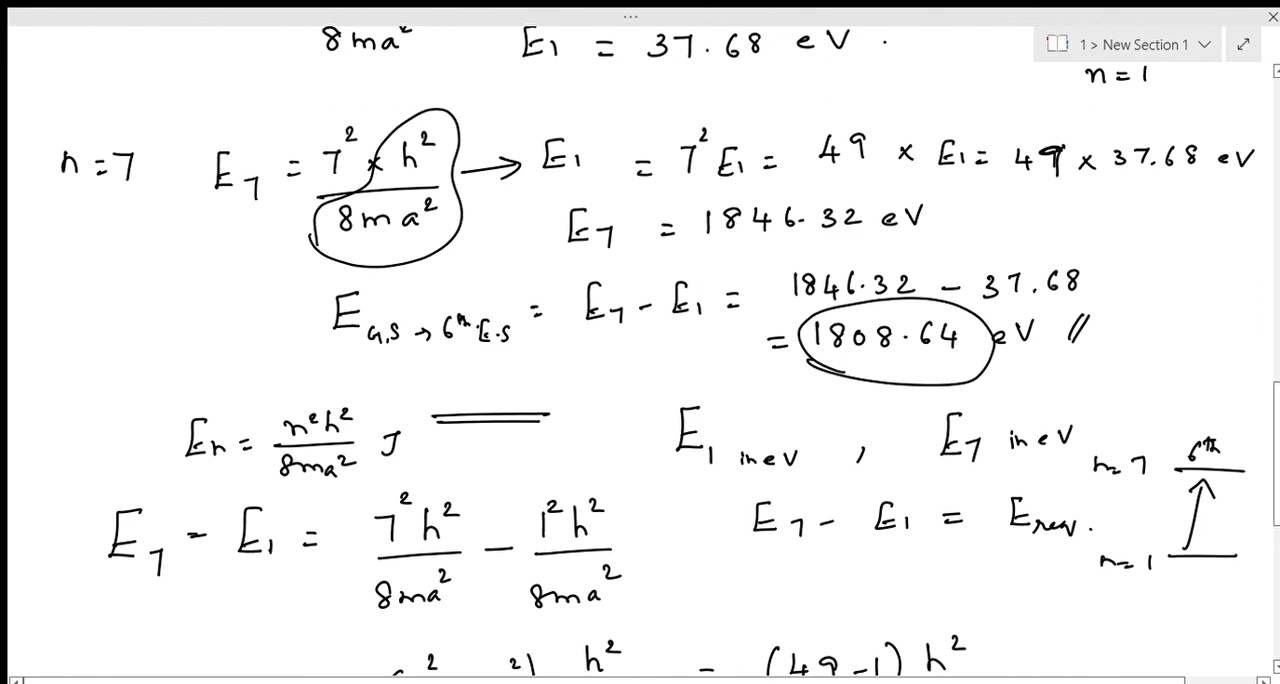 ...
1 > New Section 1
8ma² E1 = 37.68 eV.
n=1
n=7 E7 = 7² × h² / 8ma² → E1 = 7² E1 = 49 × E1 = 49 × 37.68 eV
E7 = 1846.32 eV
E G.S → 6th E.S = E7 - E1 = 1846.32 - 37.68
= 1808.64 eV //
En = n²h² / 8ma² J E1 in eV , E7 in eV
n=7 6th
E7 - E1 = 7²h² / 8ma² - 1²h² / 8ma² E7 - E1 = Ereq.
n=1
h² = (49-1) h²